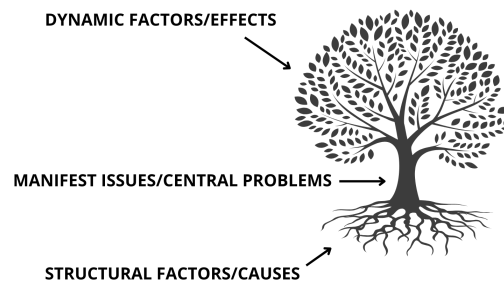 DYNAMIC FACTORS/EFFECTS
MANIFEST ISSUES/CENTRAL PROBLEMS
STRUCTURAL FACTORS/CAUSES